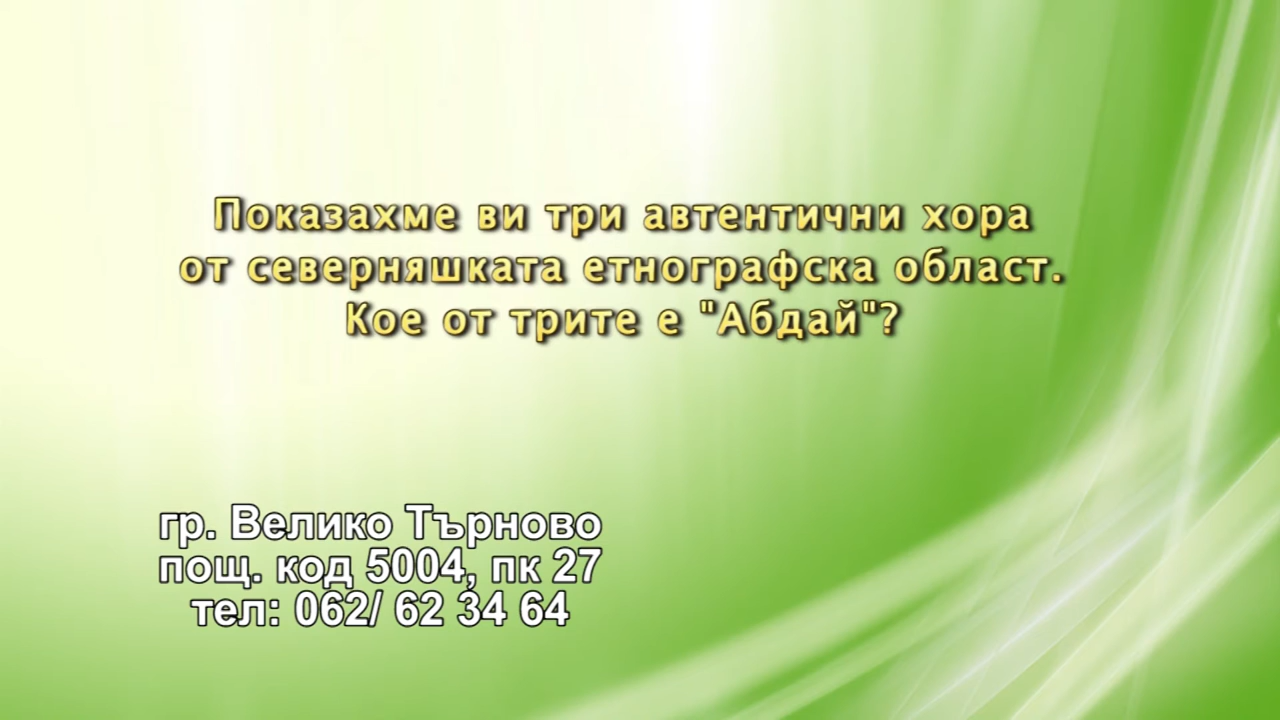 Показахме ви три автентични хора
от северняшката етнографска област.
Кое от трите е "Абдай"?
гр. Велико Търново
пощ. код 5004, пк 27
тел: 062/ 62 34 64